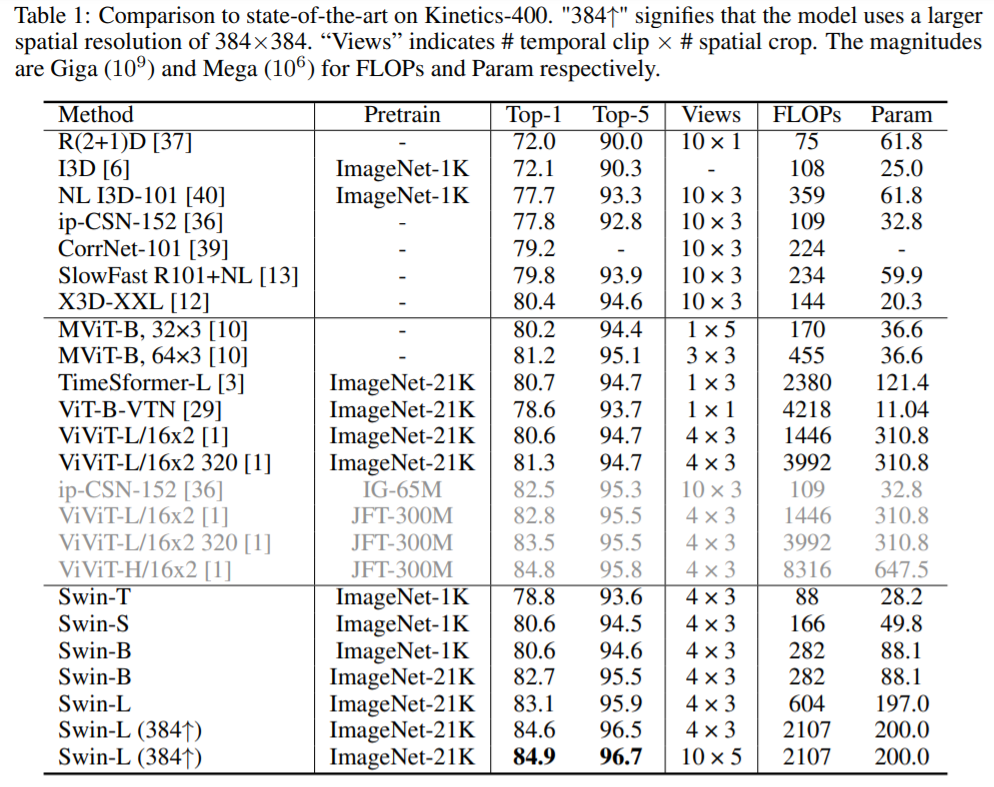 Table 1: Comparison to state-of-the-art on Kinetics-400. "384↑" signifies that the model uses a larger
spatial resolution of 384×384. “Views” indicates # temporal clip × # spatial crop. The magnitudes
are Giga (10⁹) and Mega (10⁶) for FLOPs and Param respectively.
Method Pretrain Top-1 Top-5 Views FLOPs Param
R(2+1)D [37] - 72.0 90.0 10 × 1 75 61.8
I3D [6] ImageNet-1K 72.1 90.3 - 108 25.0
NL I3D-101 [40] ImageNet-1K 77.7 93.3 10 × 3 359 61.8
ip-CSN-152 [36] - 77.8 92.8 10 × 3 109 32.8
CorrNet-101 [39] - 79.2 - 10 × 3 224 -
SlowFast R101+NL [13] - 79.8 93.9 10 × 3 234 59.9
X3D-XXL [12] - 80.4 94.6 10 × 3 144 20.3
MViT-B, 32×3 [10] - 80.2 94.4 1 × 5 170 36.6
MViT-B, 64×3 [10] - 81.2 95.1 3 × 3 455 36.6
TimeSformer-L [3] ImageNet-21K 80.7 94.7 1 × 3 2380 121.4
ViT-B-VTN [29] ImageNet-21K 78.6 93.7 1 × 1 4218 11.04
ViViT-L/16x2 [1] ImageNet-21K 80.6 94.7 4 × 3 1446 310.8
ViViT-L/16x2 320 [1] ImageNet-21K 81.3 94.7 4 × 3 3992 310.8
ip-CSN-152 [36] IG-65M 82.5 95.3 10 × 3 109 32.8
ViViT-L/16x2 [1] JFT-300M 82.8 95.5 4 × 3 1446 310.8
ViViT-L/16x2 320 [1] JFT-300M 83.5 95.5 4 × 3 3992 310.8
ViViT-H/16x2 [1] JFT-300M 84.8 95.8 4 × 3 8316 647.5
Swin-T ImageNet-1K 78.8 93.6 4 × 3 88 28.2
Swin-S ImageNet-1K 80.6 94.5 4 × 3 166 49.8
Swin-B ImageNet-1K 80.6 94.6 4 × 3 282 88.1
Swin-B ImageNet-21K 82.7 95.5 4 × 3 282 88.1
Swin-L ImageNet-21K 83.1 95.9 4 × 3 604 197.0
Swin-L (384↑) ImageNet-21K 84.6 96.5 4 × 3 2107 200.0
Swin-L (384↑) ImageNet-21K 84.9 96.7 10 × 5 2107 200.0